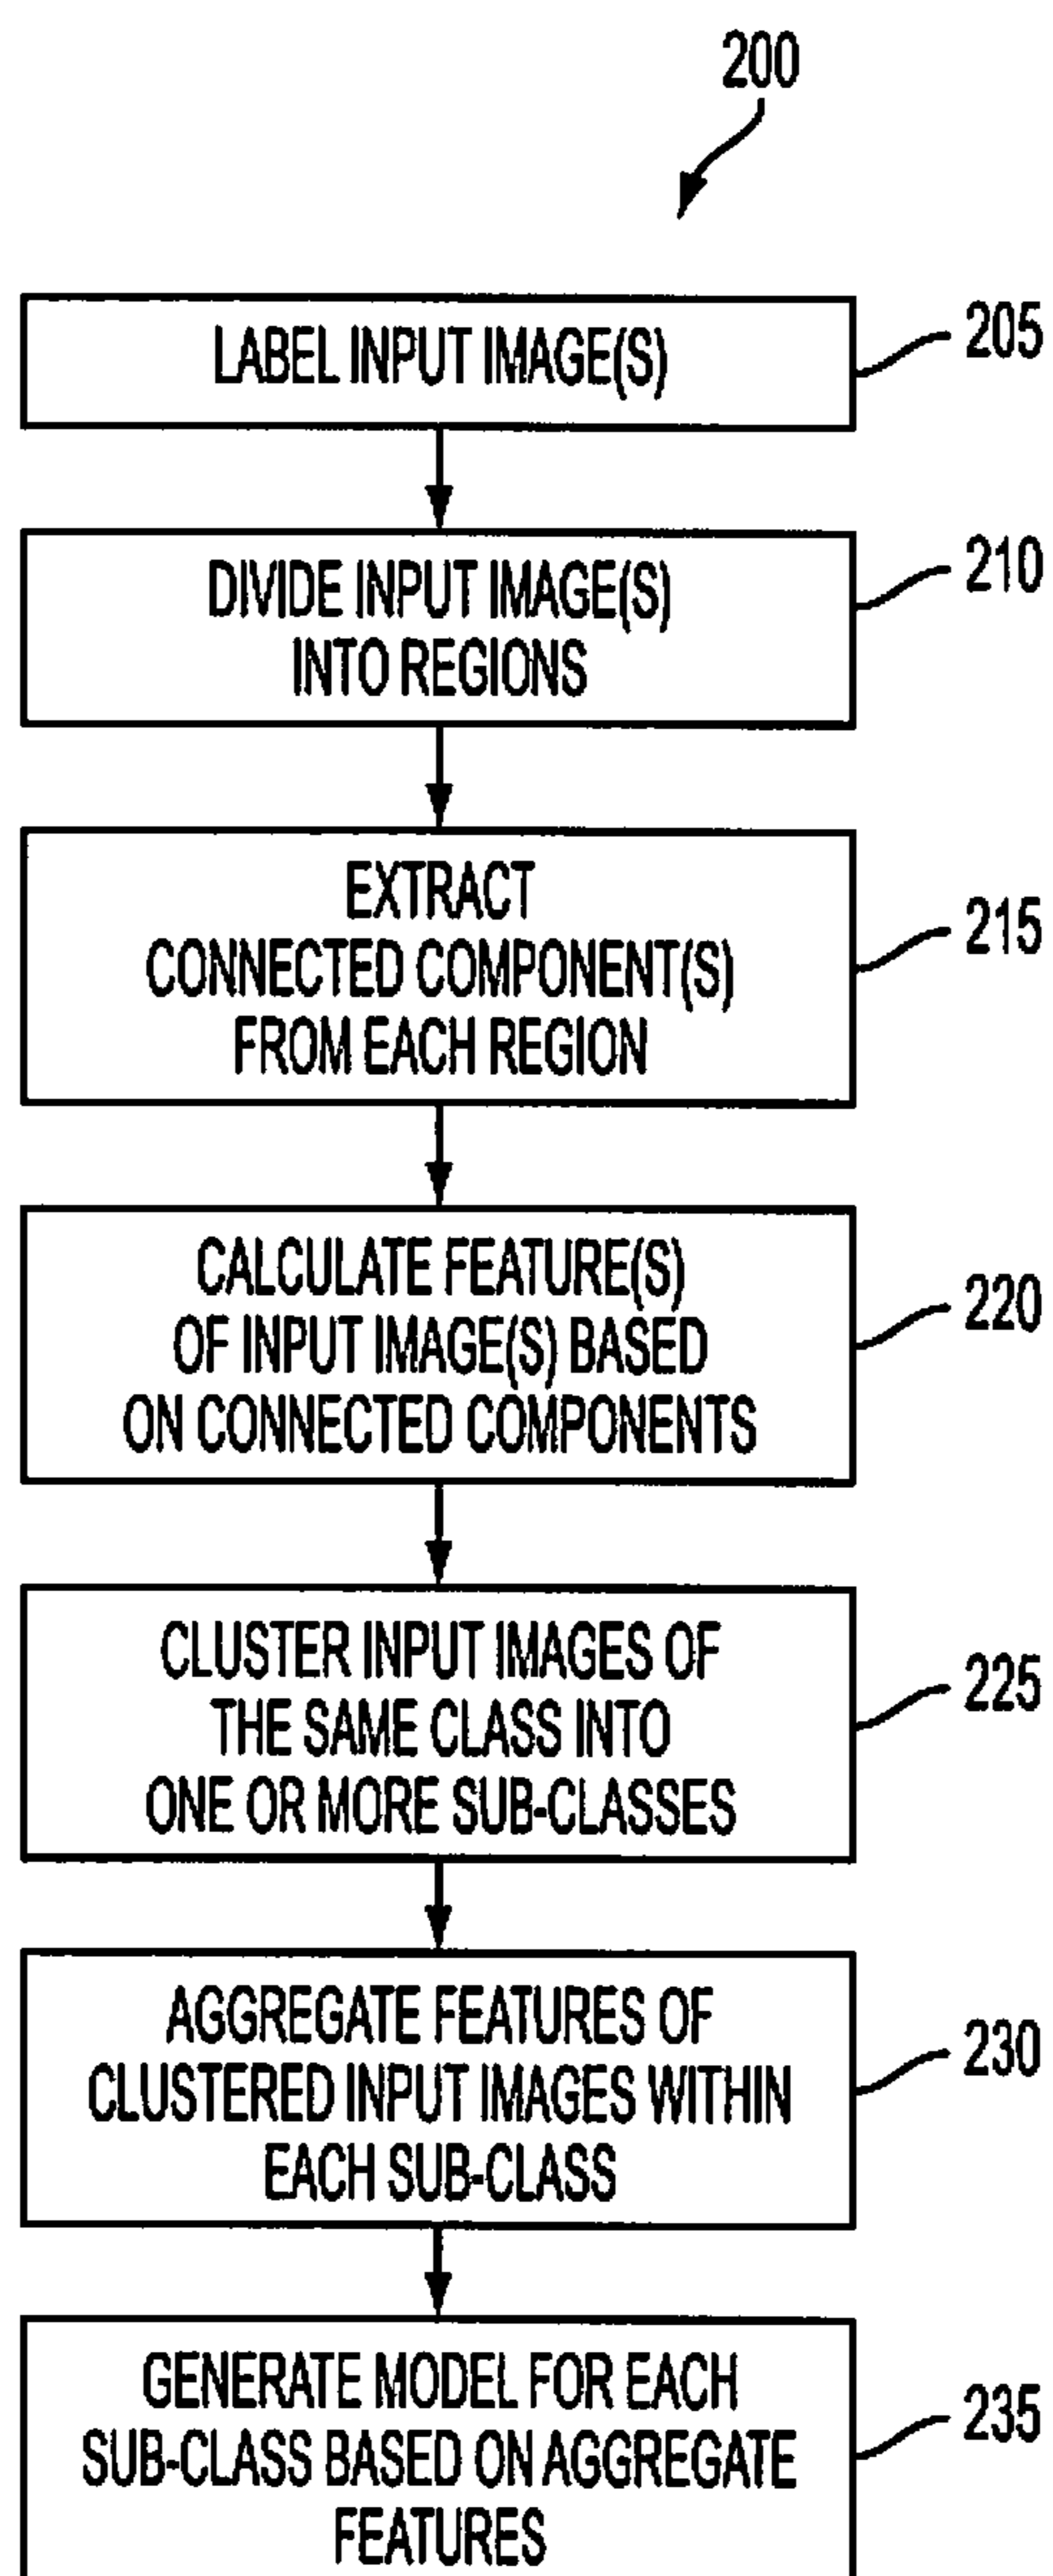 200
LABEL INPUT IMAGE(S)
205
DIVIDE INPUT IMAGE(S)
INTO REGIONS
210
EXTRACT
CONNECTED COMPONENT(S)
FROM EACH REGION
215
CALCULATE FEATURE(S)
OF INPUT IMAGE(S) BASED
ON CONNECTED COMPONENTS
220
CLUSTER INPUT IMAGES OF
THE SAME CLASS INTO
ONE OR MORE SUB-CLASSES
225
AGGREGATE FEATURES OF
CLUSTERED INPUT IMAGES WITHIN
EACH SUB-CLASS
230
GENERATE MODEL FOR EACH
SUB-CLASS BASED ON AGGREGATE
FEATURES
235